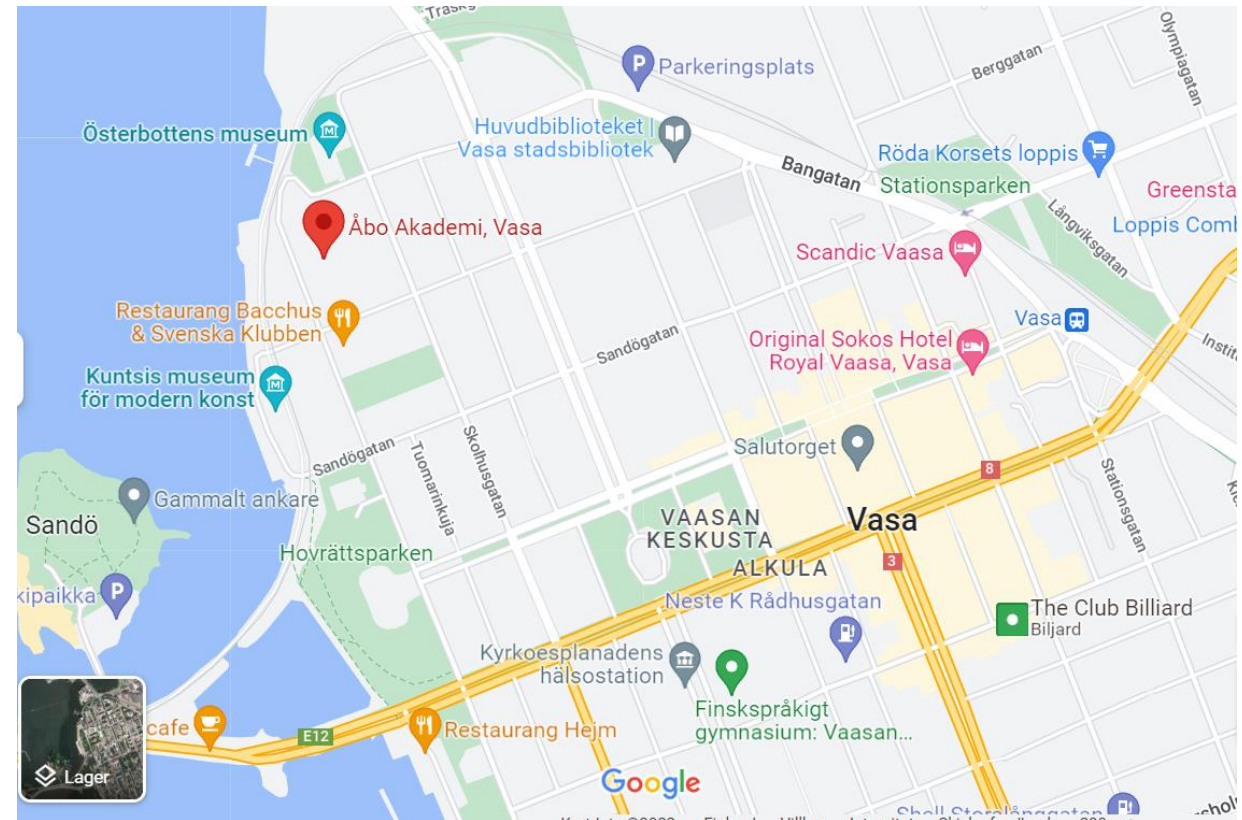 Träskg
Olympiagatan
Parkeringsplats
Berggatan
Österbottens museum
Huvudbiblioteket I
Vasa stadsbibliotek
Röda Korsets loppis
Bangatan
Stationsparken
Greensta
Långviksgatan
Loppis Comb
Åbo Akademi, Vasa
Scandic Vaasa
Restaurang Bacchus
& Svenska Klubben
Vasa
Sandögatan
Original Sokos Hotel
Royal Vaasa, Vasa
Instit
Kuntsis museum
för modern konst
Sandögatan
Tuomarinkuja
Skolhusgatan
Salutorget
8
Stationsgatan
Gammalt ankare
Sandö
VAASAN
KESKUSTA
Vasa
Hovrättsparken
ALKULA
3
kipaikka
P
Neste K Rådhusgatan
The Club Billiard
Biljard
Kyrkoesplanadens
hälsostation
Finskspråkigt
gymnasium: Vaasan...
cafe
E12
Restaurang Hejm
Lager
Google